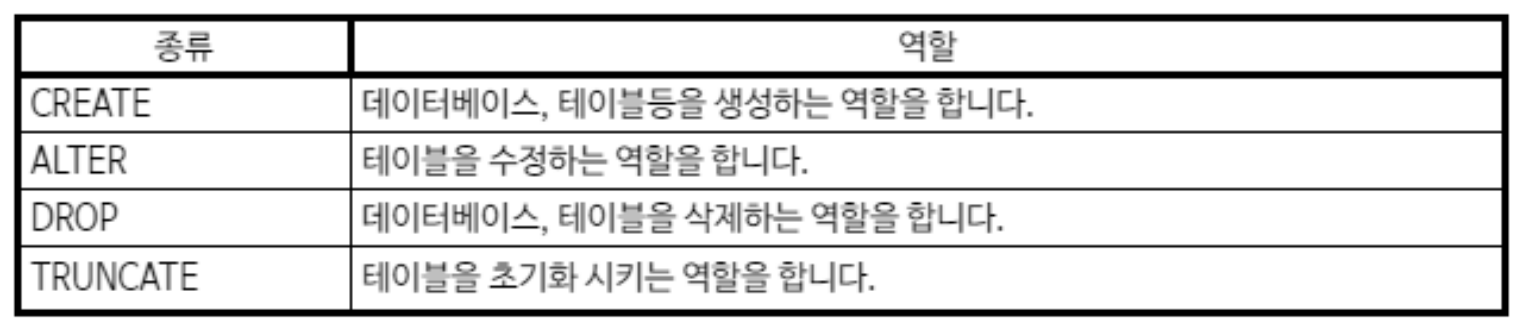 종류 역할
CREATE 데이터베이스, 테이블등을 생성하는 역할을 합니다.
ALTER 테이블을 수정하는 역할을 합니다.
DROP 데이터베이스, 테이블을 삭제하는 역할을 합니다.
TRUNCATE 테이블을 초기화 시키는 역할을 합니다.